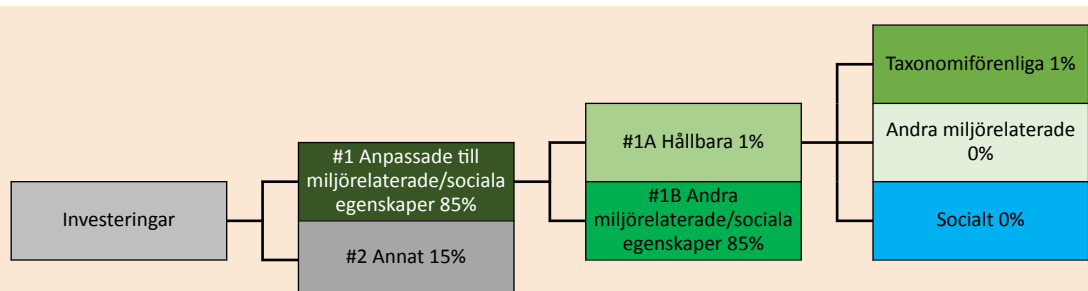 Investeringar
#1 Anpassade till
miljörelaterade/sociala
egenskaper 85%
#2 Annat 15%
#1A Hållbara 1%
#1B Andra
miljörelaterade/sociala
egenskaper 85%
Taxonomiförenliga 1%
Andra miljörelaterade
0%
Socialt 0%